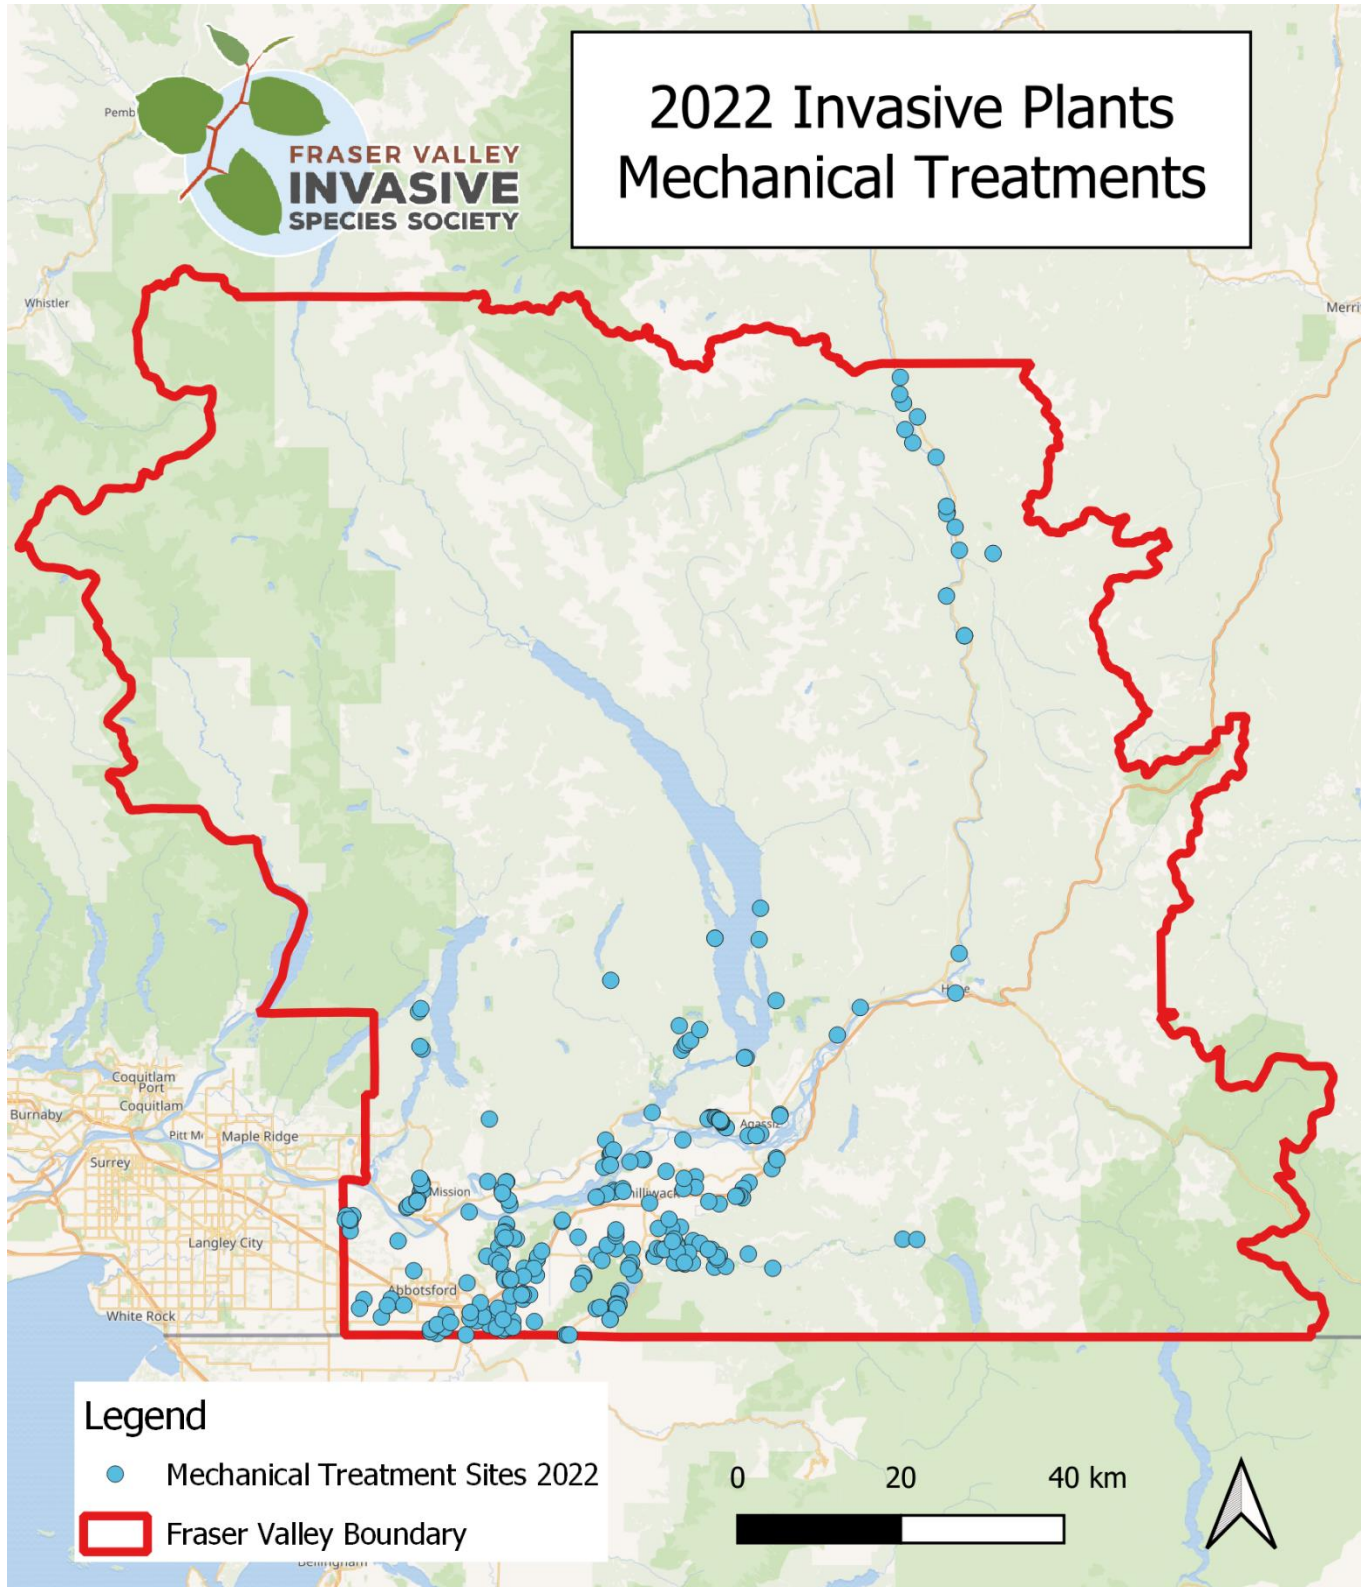 2022 Invasive Plants
Mechanical Treatments
FRASER VALLEY
INVASIVE
SPECIES SOCIETY
Pemb
Whistler
Merri
Coquitlam
Port
Coquitlam
Burnaby
Pitt M
Maple Ridge
Surrey
Agassiz
Mission
hilliwack
Langley City
Abbotsford
White Rock
Legend
Mechanical Treatment Sites 2022
Fraser Valley Boundary
0 20 40 km
Bellingham